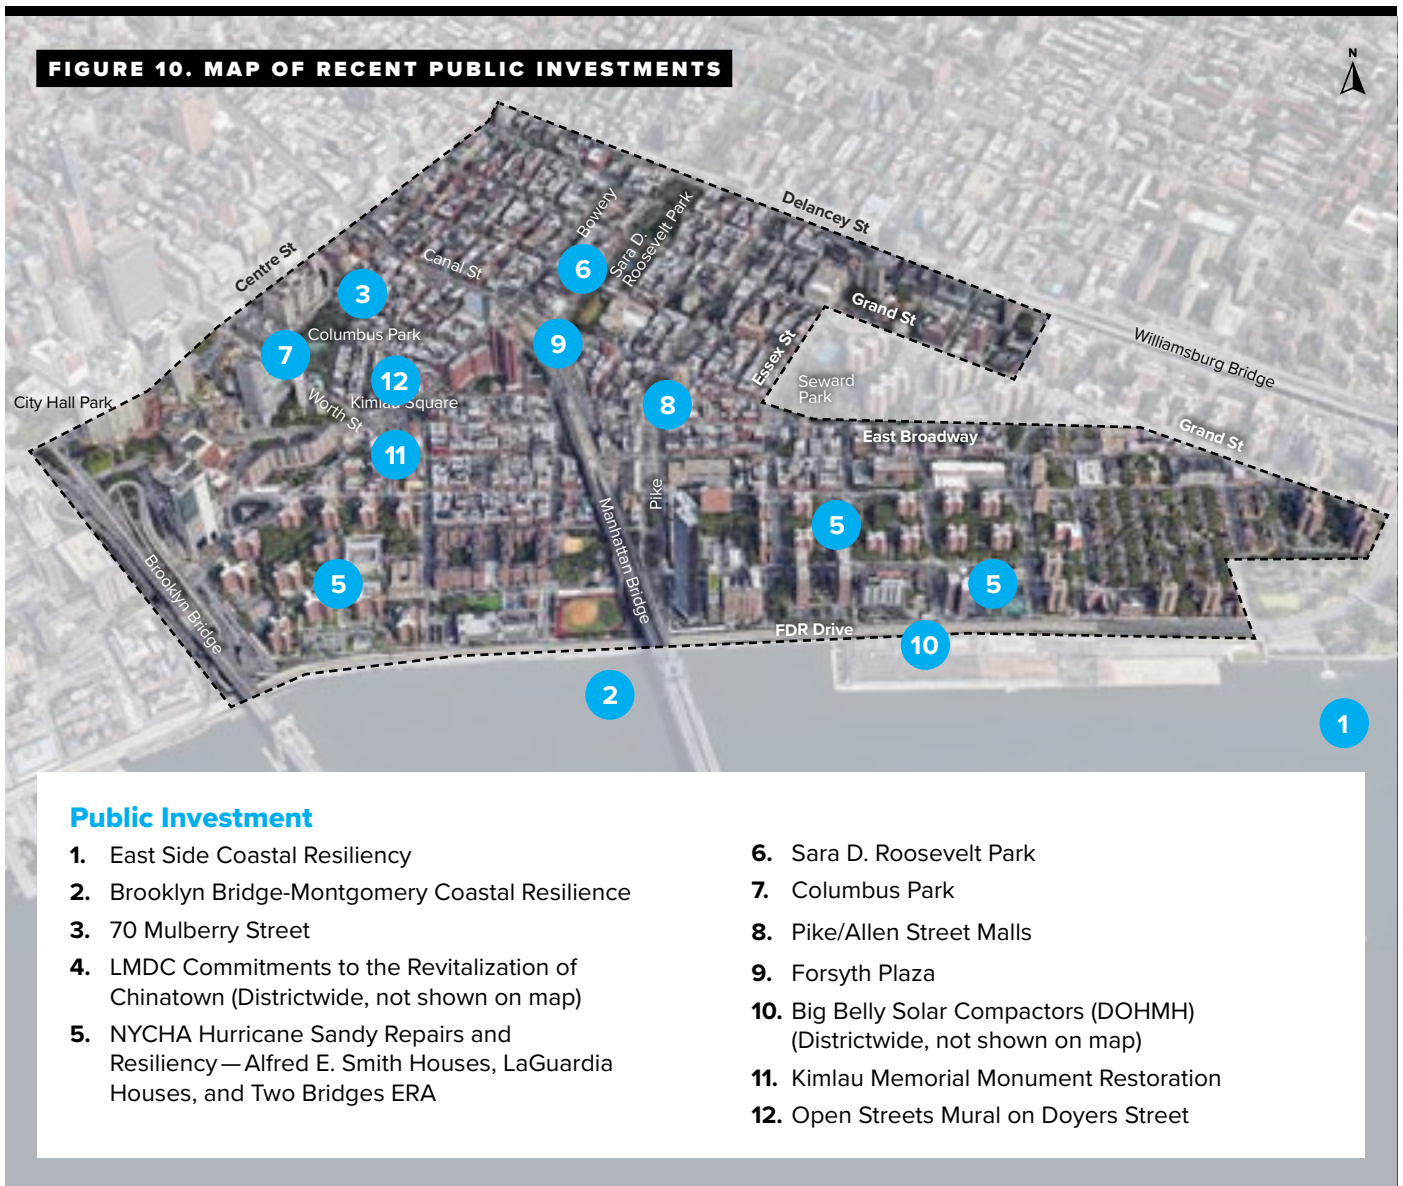 FIGURE 10. MAP OF RECENT PUBLIC INVESTMENTS
N
Delancey St
Bowery
Sara D.
Roosevelt Park
Centre St
Canal St
6
3
Grand St
Columbus Park
9
7
Essex St
Williamsburg Bridge
12
Seward
Park
City Hall Park
Worth St
Kimlau Square
8
East Broadway
Grand St
11
Pike
Manhattan Bridge
5
Brooklyn Bridge
5
5
FDR Drive
10
2
1
Public Investment
1. East Side Coastal Resiliency
2. Brooklyn Bridge-Montgomery Coastal Resilience
3. 70 Mulberry Street
4. LMDC Commitments to the Revitalization of
Chinatown (Districtwide, not shown on map)
5. NYCHA Hurricane Sandy Repairs and
Resiliency — Alfred E. Smith Houses, LaGuardia
Houses, and Two Bridges ERA
6. Sara D. Roosevelt Park
7. Columbus Park
8. Pike/Allen Street Malls
9. Forsyth Plaza
10. Big Belly Solar Compactors (DOHMH)
(Districtwide, not shown on map)
11. Kimlau Memorial Monument Restoration
12. Open Streets Mural on Doyers Street